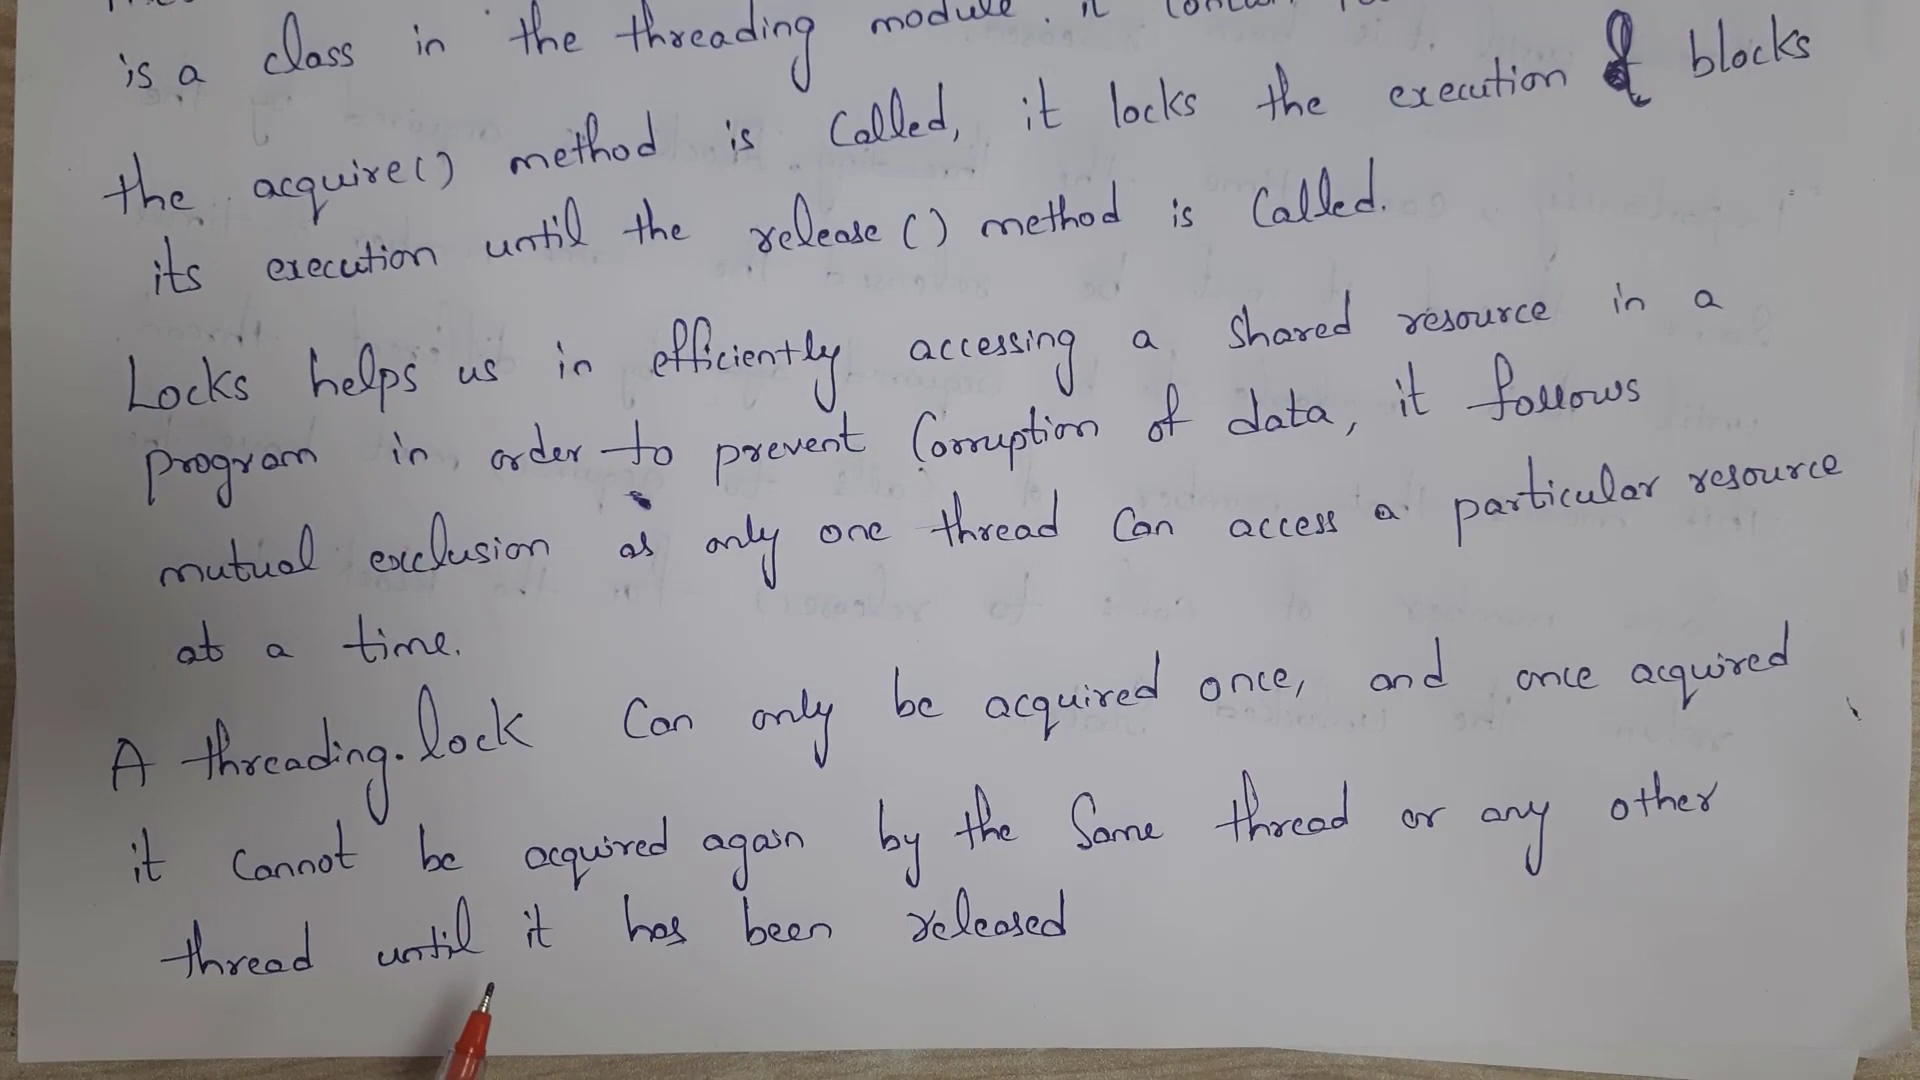 is a class in the threading module. it
the acquire() method is Called, it locks the execution & blocks
its execution until the release() method is Called.
Locks helps us in efficiently accessing a shared resource in a
program in order to prevent Corruption of data, it follows
mutual exclusion as only one thread Can access a particular resource
at a time.
A threading.lock Can only be acquired once, and once acquired
it Cannot be acquired again by the Same thread or any other
thread until it has been released